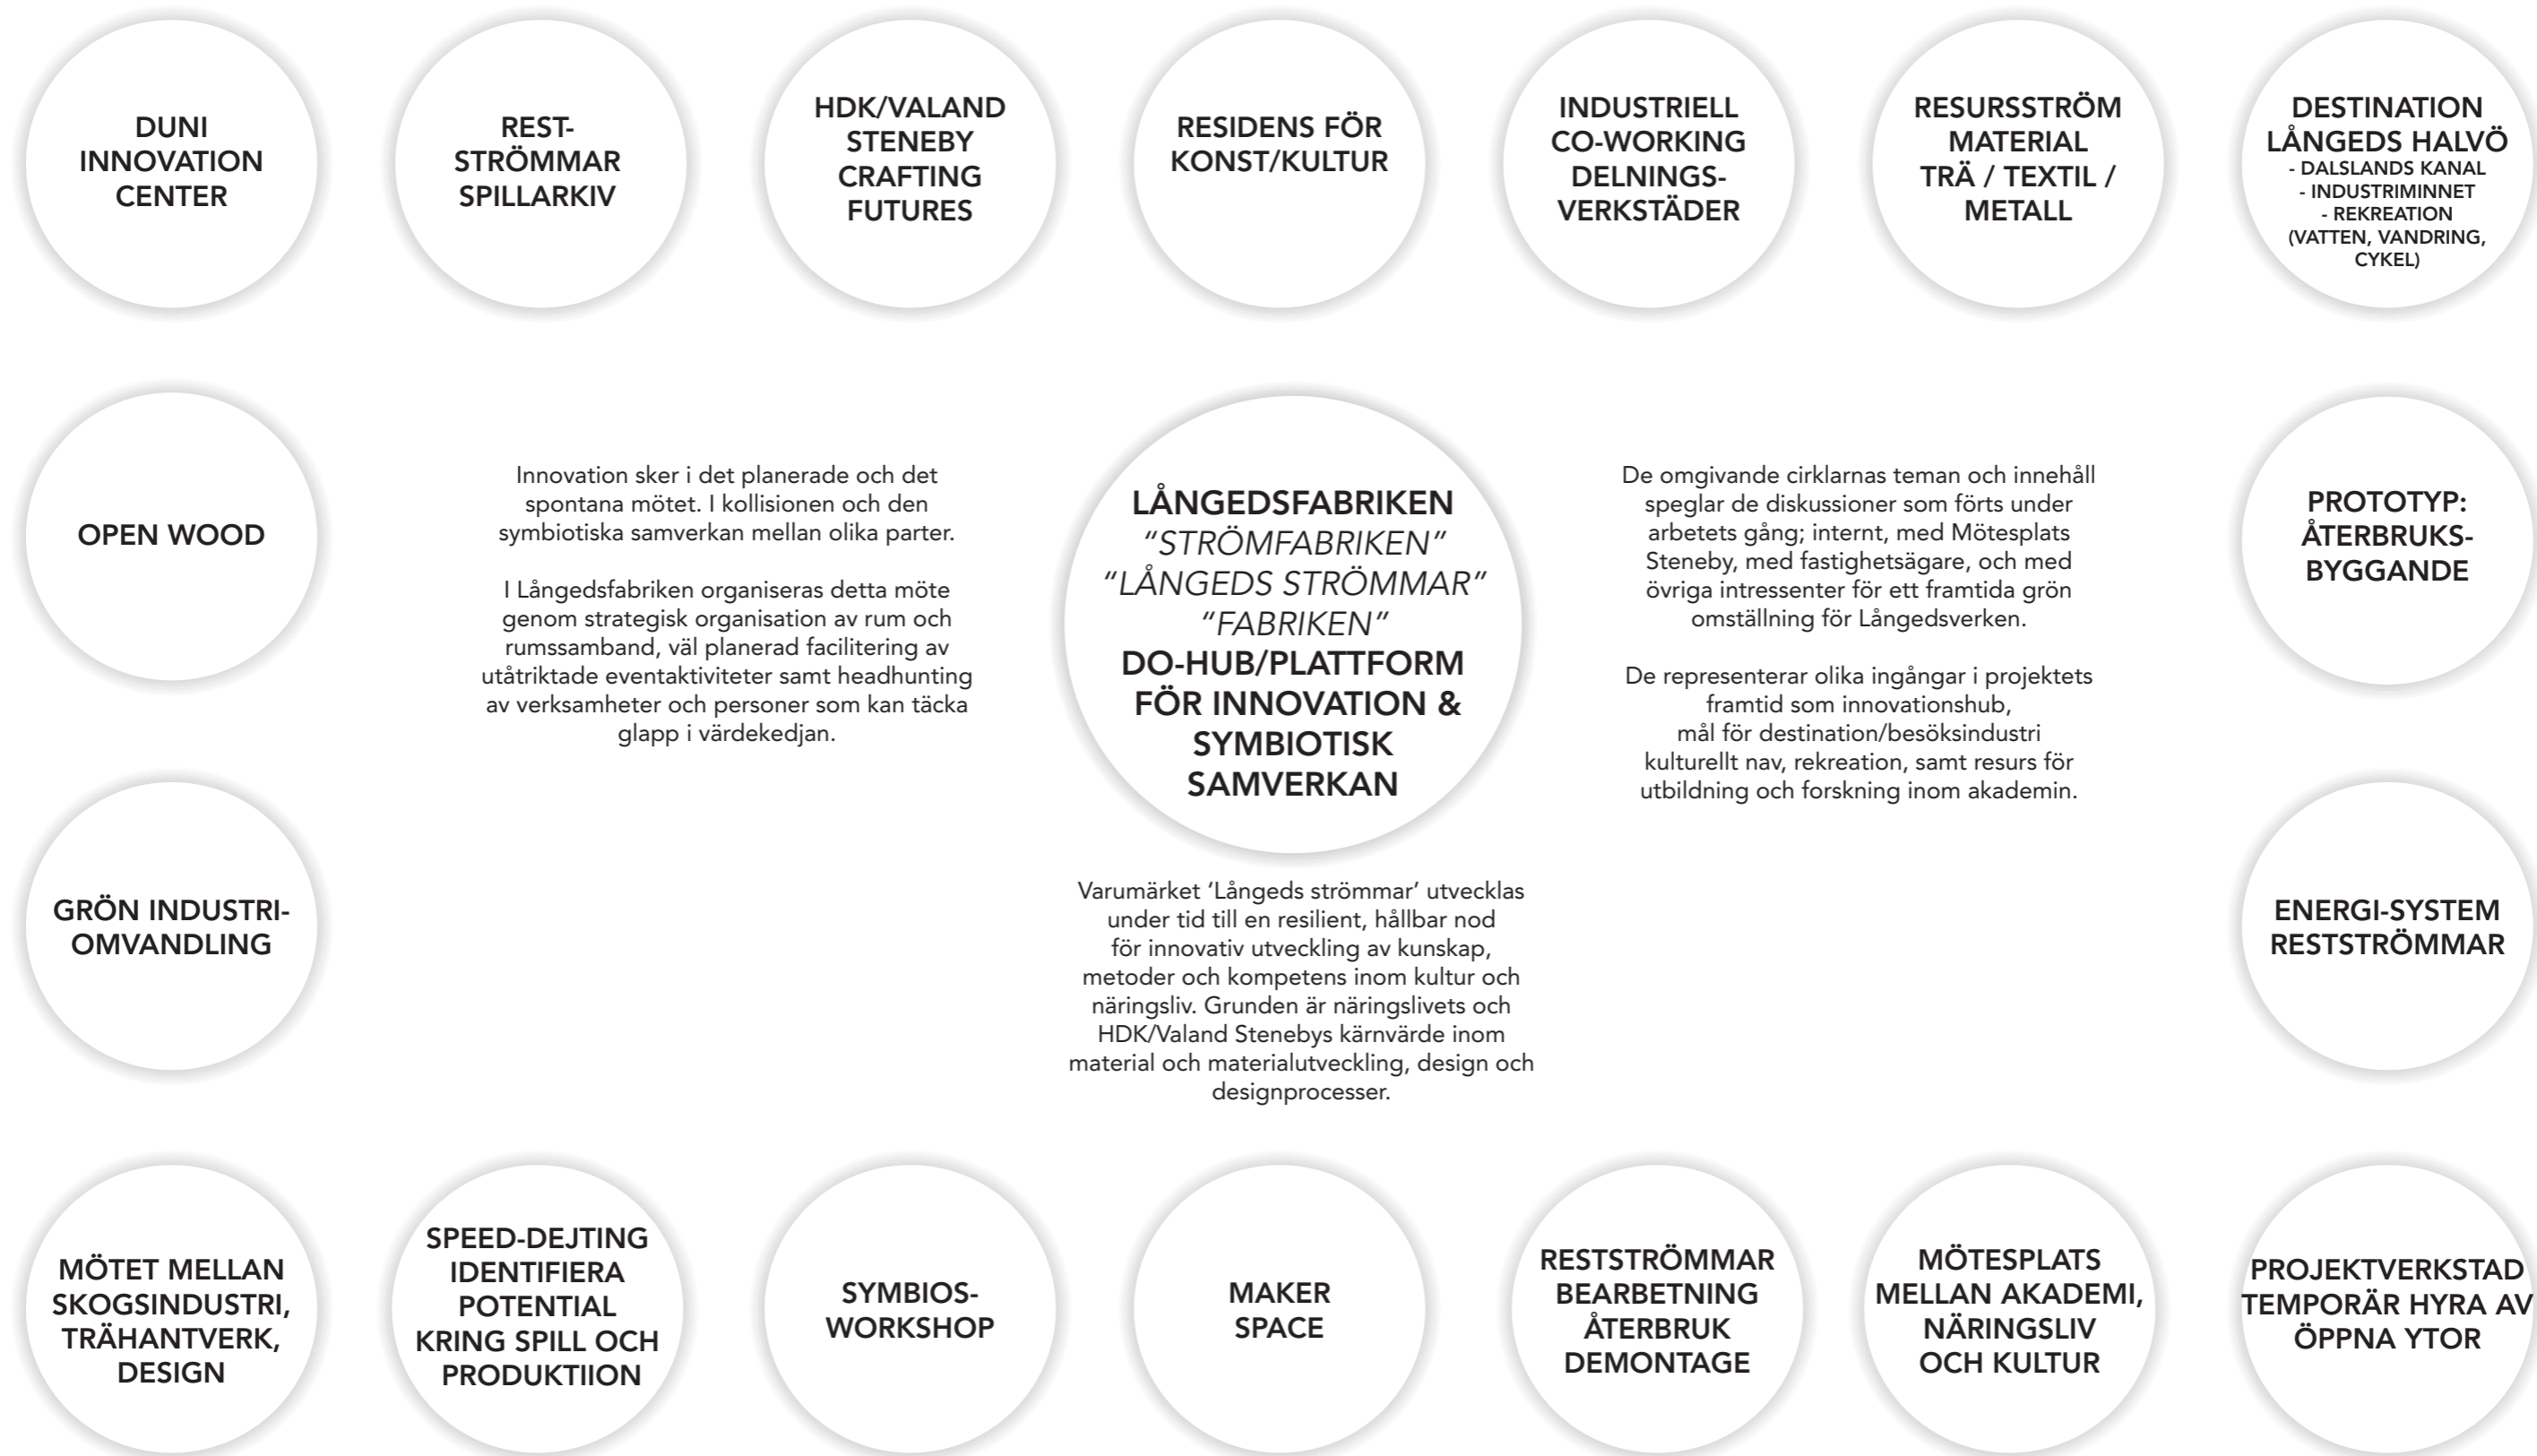 DUNI
INNOVATION
CENTER
REST-
STRÖMMAR
SPILLARKIV
HDK/VALAND
STENEBY
CRAFTING
FUTURES
RESIDENS FÖR
KONST/KULTUR
INDUSTRIELL
CO-WORKING
DELNINGS-
VERKSTÄDER
RESURSSTRÖM
MATERIAL
TRÄ / TEXTIL /
METALL
DESTINATION
LÅNGEDS HALVÖ
- DALSLANDS KANAL
- INDUSTRIMINNET
- REKREATION
(VATTEN, VANDRING,
CYKEL)
OPEN WOOD
Innovation sker i det planerade och det
spontana mötet. I kollisionen och den
symbiotiska samverkan mellan olika parter.
I Långedsfabriken organiseras detta möte
genom strategisk organisation av rum och
rumssamband, väl planerad facilitering av
utåtriktade eventaktiviteter samt headhunting
av verksamheter och personer som kan täcka
glapp i värdekedjan.
LÅNGEDSFABRIKEN
"STRÖMFABRIKEN"
"LÅNGEDS STRÖMMAR"
"FABRIKEN"
DO-HUB/PLATTFORM
FÖR INNOVATION &
SYMBIOTISK
SAMVERKAN
De omgivande cirklarnas teman och innehåll
speglar de diskussioner som förts under
arbetets gång; internt, med Mötesplats
Steneby, med fastighetsägare, och med
övriga intressenter för ett framtida grön
omställning för Långedsverken.
De representerar olika ingångar i projektets
framtid som innovationshub,
mål för destination/besöksindustri
kulturellt nav, rekreation, samt resurs för
utbildning och forskning inom akademin.
PROTOTYP:
ÅTERBRUKS-
BYGGANDE
GRÖN INDUSTRI-
OMVANDLING
Varumärket ‘Långeds strömmar’ utvecklas
under tid till en resilient, hållbar nod
för innovativ utveckling av kunskap,
metoder och kompetens inom kultur och
näringsliv. Grunden är näringslivets och
HDK/Valand Stenebys kärnvärde inom
material och materialutveckling, design och
designprocesser.
ENERGI-SYSTEM
RESTSTRÖMMAR
MÖTET MELLAN
SKOGSINDUSTRI,
TRÄHANTVERK,
DESIGN
SPEED-DEJTING
IDENTIFIERA
POTENTIAL
KRING SPILL OCH
PRODUKTIION
SYMBIOS-
WORKSHOP
MAKER
SPACE
RESTSTRÖMMAR
BEARBETNING
ÅTERBRUK
DEMONTAGE
MÖTESPLATS
MELLAN AKADEMI,
NÄRINGSLIV
OCH KULTUR
PROJEKTVERKSTAD
TEMPORÄR HYRA AV
ÖPPNA YTOR